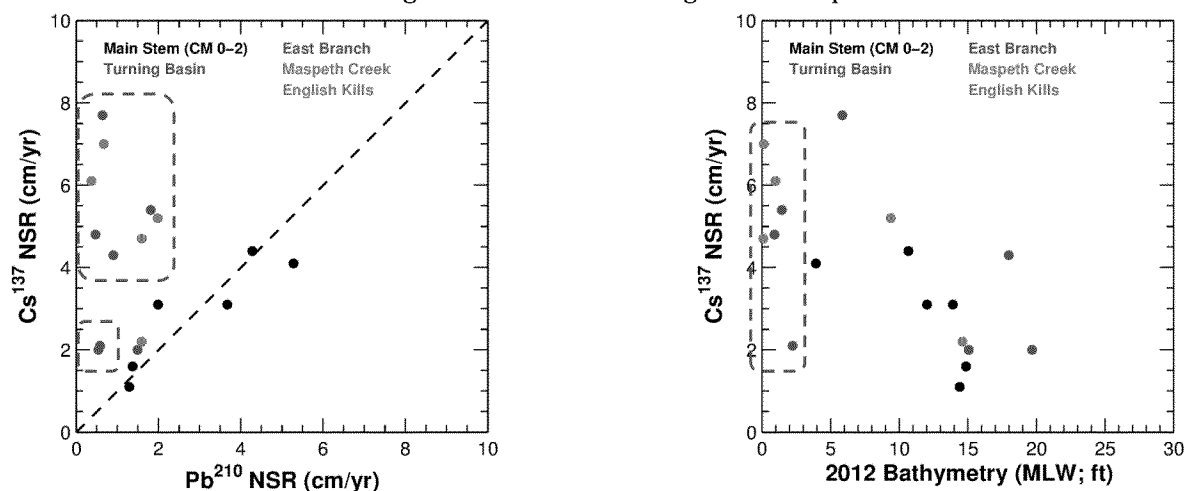 Main Stem (CM 0–2)
Turning Basin
East Branch
Maspeth Creek
English Kills
10
8
6
4
2
0
0
2
4
6
8
10
Cs137 NSR (cm/yr)
Pb210 NSR (cm/yr)
Main Stem (CM 0–2)
Turning Basin
East Branch
Maspeth Creek
English Kills
10
8
6
4
2
0
0
5
10
15
20
25
30
Cs137 NSR (cm/yr)
2012 Bathymetry (MLW; ft)